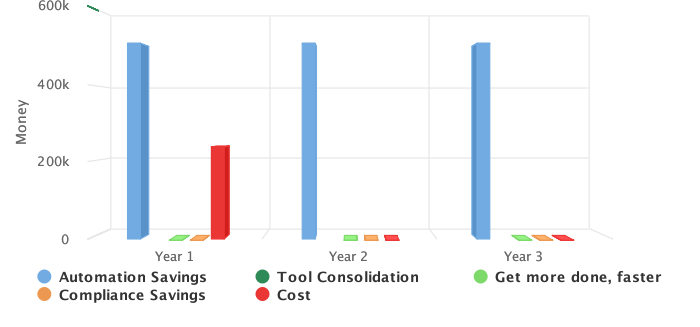 600k
400k
Money
200k
0
Year 1 Year 2 Year 3
Automation Savings Tool Consolidation Get more done, faster
Compliance Savings Cost